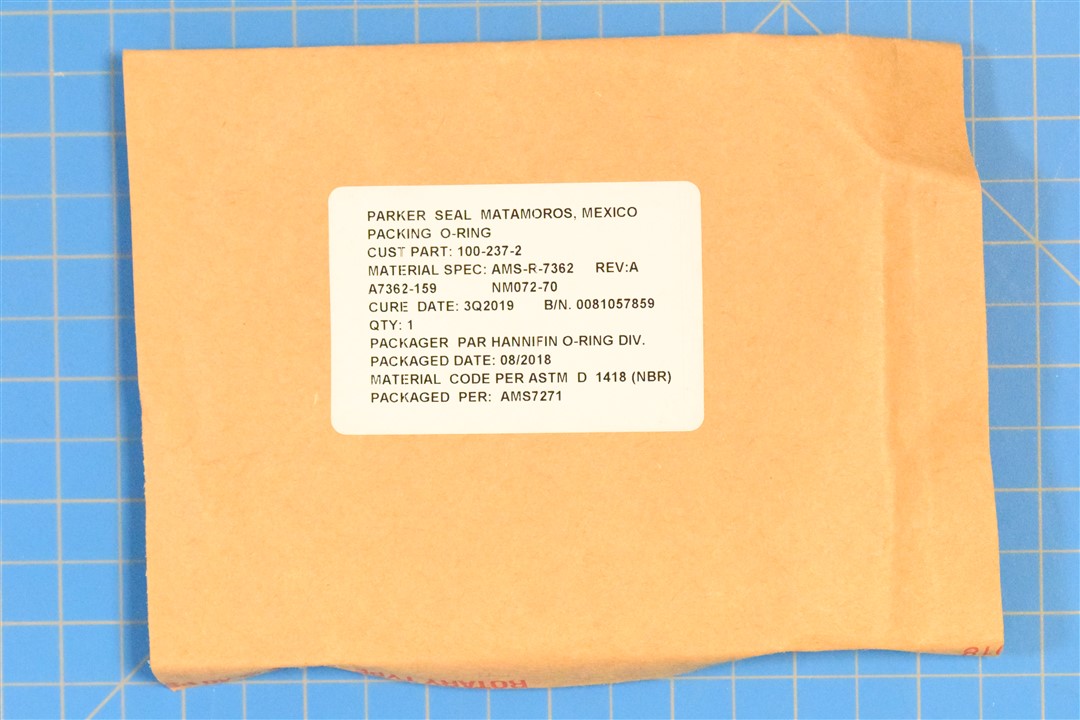 PARKER SEAL MATAMOROS, MEXICO
PACKING O-RING
CUST PART: 100-237-2
MATERIAL SPEC: AMS-R-7362 REV:A
A7362-159 NM072-70
CURE DATE: 3Q2019 B/N. 0081057859
QTY: 1
PACKAGER PAR HANNIFIN O-RING DIV.
PACKAGED DATE: 08/2018
MATERIAL CODE PER ASTM D 1418 (NBR)
PACKAGED PER: AMS7271
ROTARY